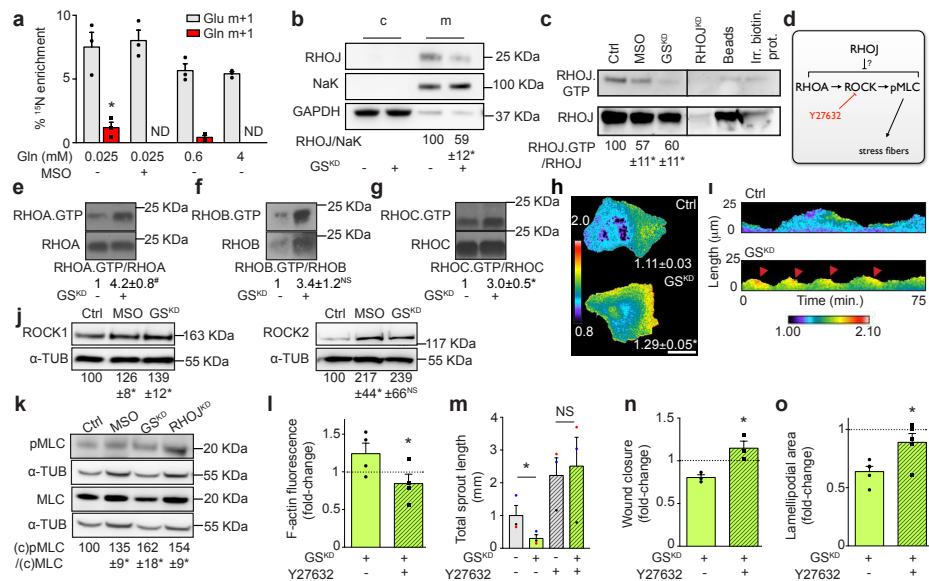 a
% ¹⁵N enrichment
10
5
0
Glu m+1
Gln m+1
*
ND
ND
Gln (mM) 0.025 0.025 0.6 4
MSO - + - -
b
c m
RHOJ 25 KDa
NaK 100 KDa
GAPDH 37 KDa
RHOJ/NaK 100 59
±12*
GSᴷᴰ - + - +
c
Ctrl MSO GSᴷᴰ RHOJᴷᴰ Beads Irr. biotin. prot.
RHOJ. GTP 25 KDa
RHOJ 25 KDa
RHOJ.GTP /RHOJ 100 57 60
±11* ±11*
d
RHOJ
?
RHOA ROCK pMLC
Y27632
stress fibers
e
RHOA.GTP 25 KDa
RHOA 25 KDa
RHOA.GTP/RHOA
1 4.2±0.8#
GSᴷᴰ - +
f
RHOB.GTP 25 KDa
RHOB 25 KDa
RHOB.GTP/RHOB
1 3.4±1.2ᴺˢ
GSᴷᴰ - +
g
RHOC.GTP 25 KDa
RHOC 25 KDa
RHOC.GTP/RHOC
1 3.0±0.5*
GSᴷᴰ - +
h
Ctrl
2.0
1.11±0.03
GSᴷᴰ
0.8
1.29±0.05*
ı
Ctrl
25
0
GSᴷᴰ
25
0
Length (µm)
0 Time (min.) 75
1.00 2.10
j
Ctrl MSO GSᴷᴰ
ROCK1 163 KDa
α-TUB 55 KDa
100 126 139
±8* ±12*
Ctrl MSO GSᴷᴰ
ROCK2 117 KDa
α-TUB 55 KDa
100 217 239
±44* ±66ᴺˢ
k
Ctrl MSO GSᴷᴰ RHOJᴷᴰ
pMLC 20 KDa
α-TUB 55 KDa
MLC 20 KDa
α-TUB 55 KDa
(c)pMLC 100 135 162 154
/(c)MLC ±9* ±18* ±9*
l
F-actin fluorescence
(fold-change)
2.0
1.5
1.0
0.5
0.0
*
GSᴷᴰ + +
Y27632 - +
m
Total sprout length
(mm)
4
3
2
1
0
*
NS
GSᴷᴰ - + - +
Y27632 - - + +
n
Wound closure
(fold-change)
1.5
1.0
0.5
0.0
*
GSᴷᴰ + +
Y27632 - +
o
Lamellipodial area
(fold-change)
1.0
0.5
0.0
*
GSᴷᴰ + +
Y27632 - +